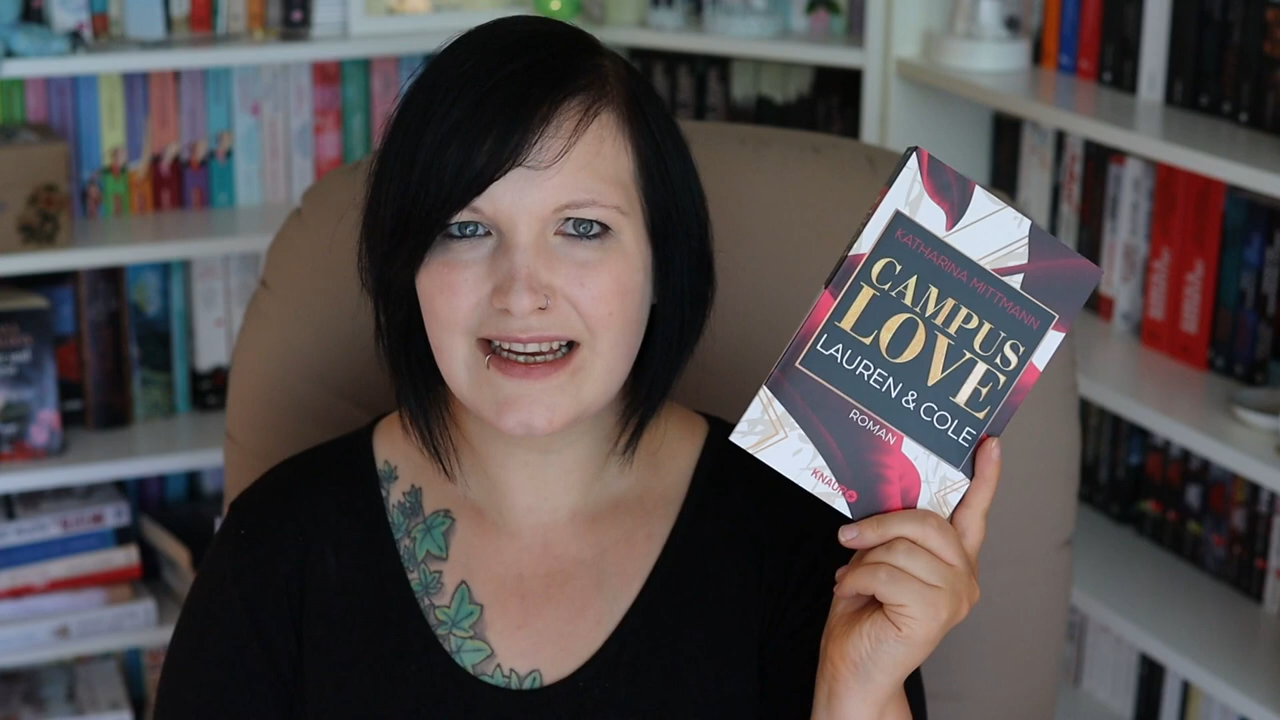 KATHARINA MITTMANN
CAMPUS
LOVE
LAUREN & COLE
ROMAN
KNAUR